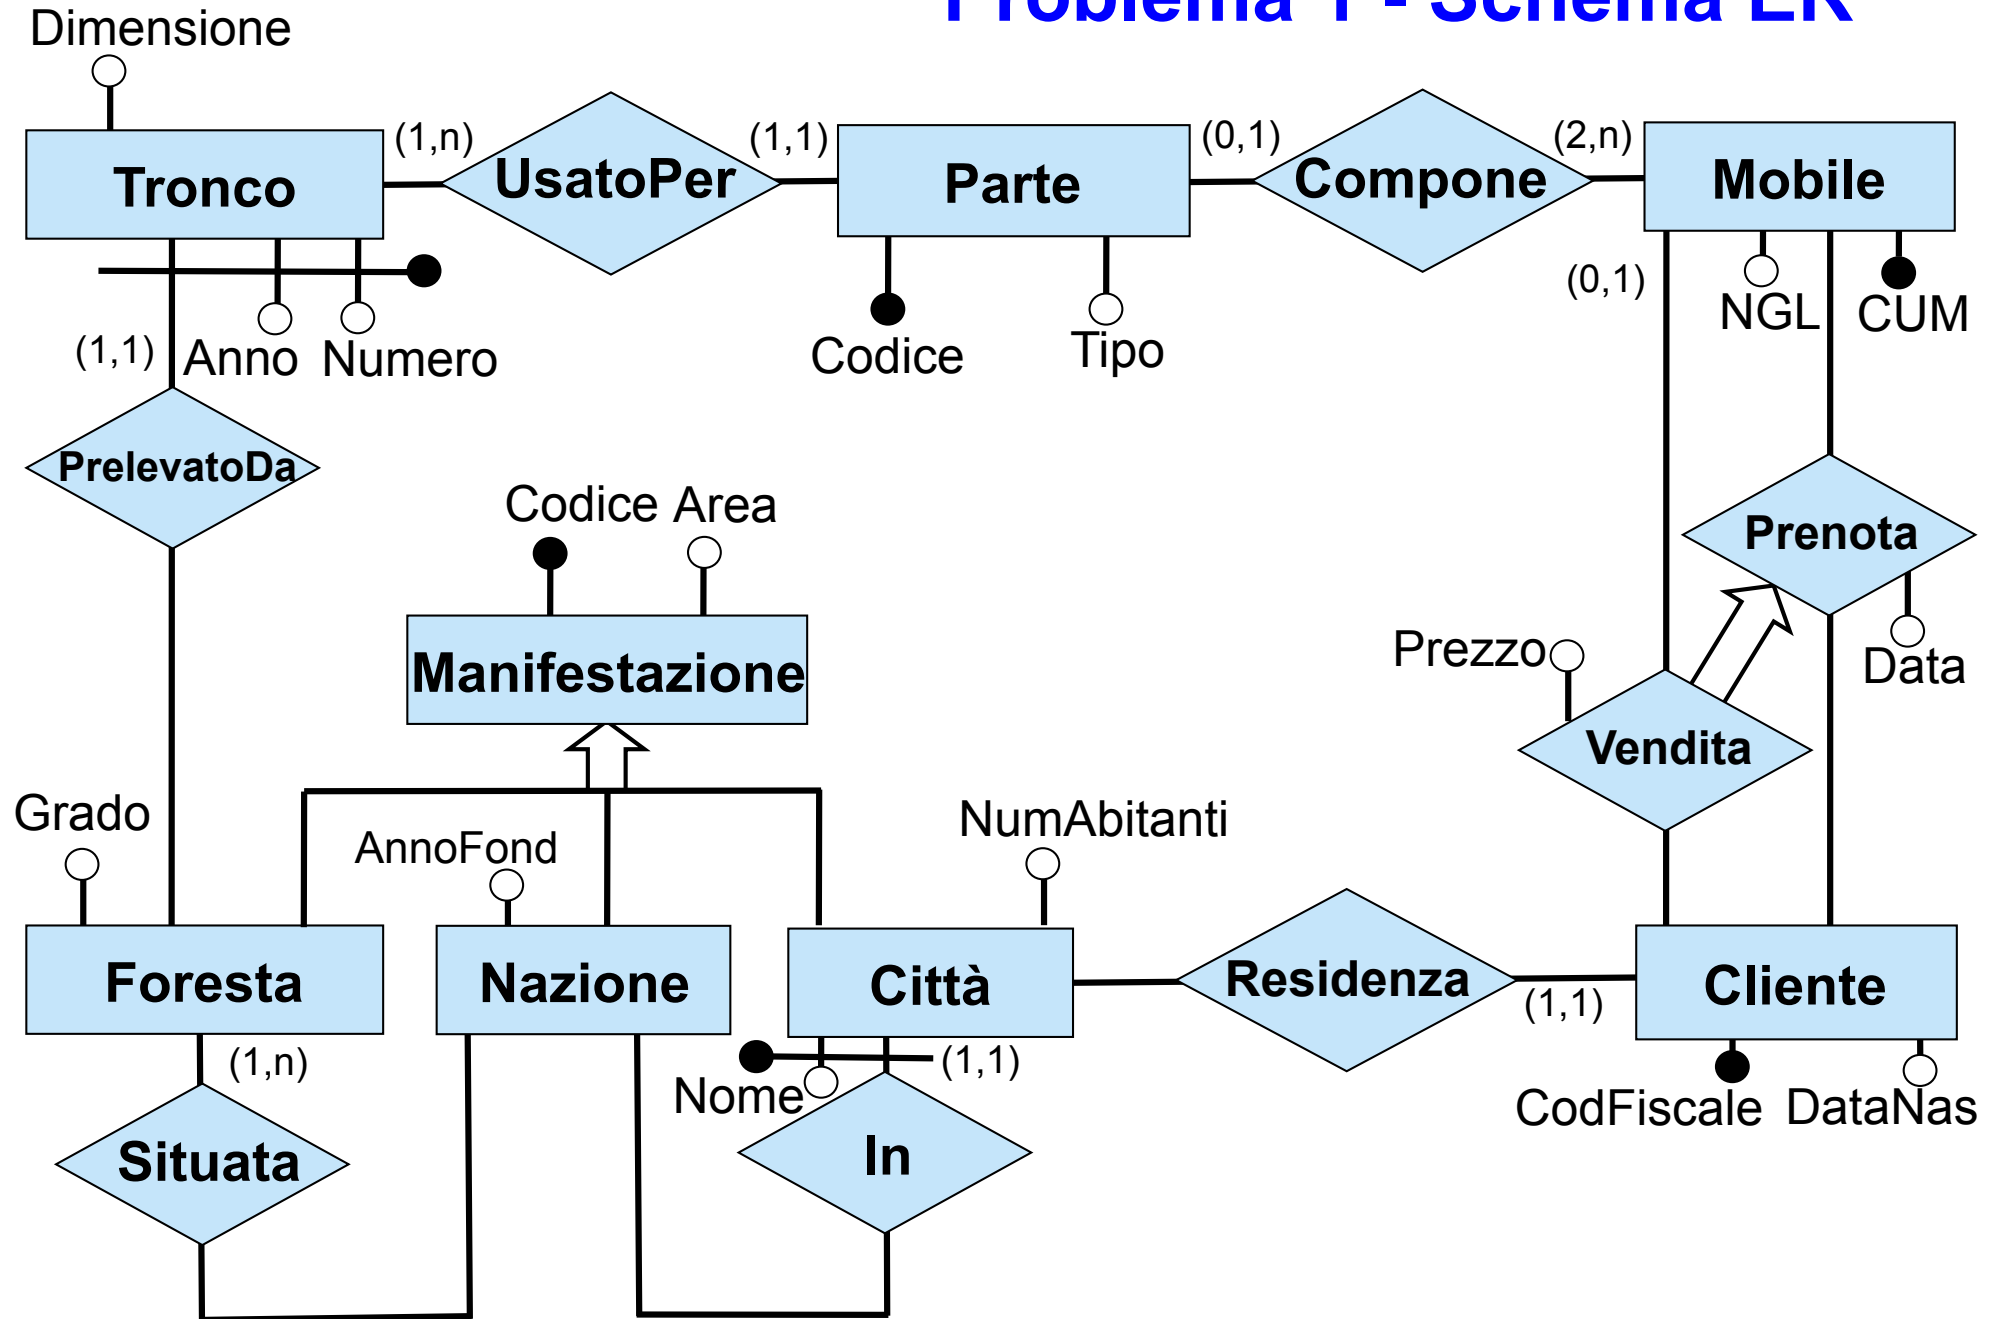 Problema 1 - Schema ER
Dimensione
Tronco
(1,n)
UsatoPer
(1,1)
Parte
(0,1)
Compone
(2,n)
Mobile
(1,1)
Anno
Numero
Codice
Tipo
(0,1)
NGL
CUM
PrelevatoDa
Codice
Area
Prenota
Manifestazione
Prezzo
Data
Vendita
Grado
AnnoFond
NumAbitanti
Foresta
Nazione
Città
Residenza
(1,1)
Cliente
(1,n)
Nome
(1,1)
CodFiscale
DataNas
Situata
In